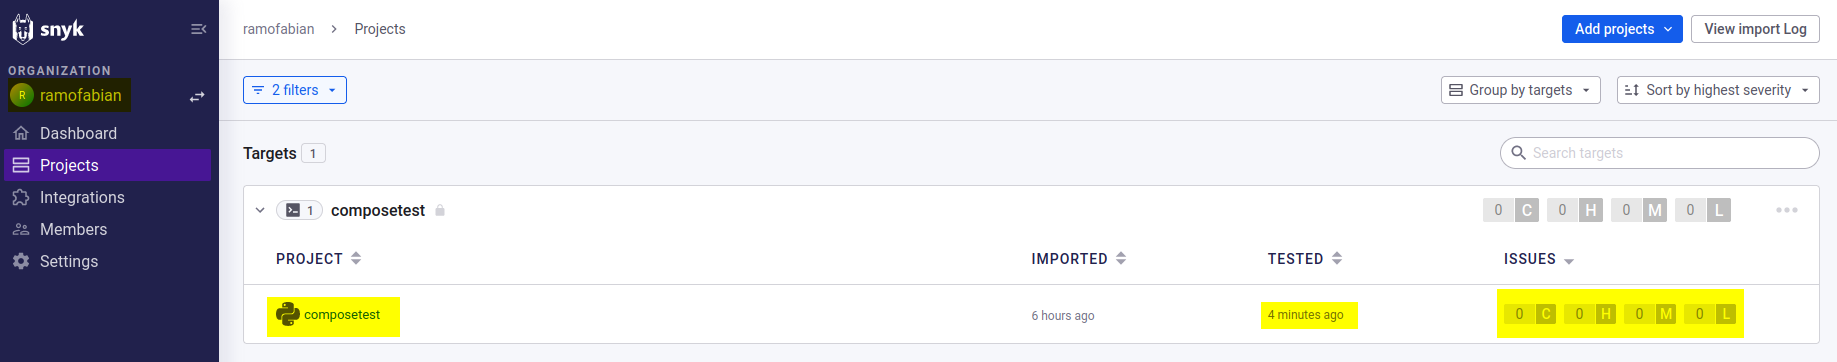 snyk
ramofabian > Projects
Add projects
View import Log
ORGANIZATION
R ramofabian
2 filters
Group by targets
Sort by highest severity
Dashboard
Projects
Integrations
Members
Settings
Targets 1
Search targets
1 composetest
0 C 0 H 0 M 0 L
PROJECT IMPORTED TESTED ISSUES
composetest 6 hours ago 4 minutes ago 0 C 0 H 0 M 0 L